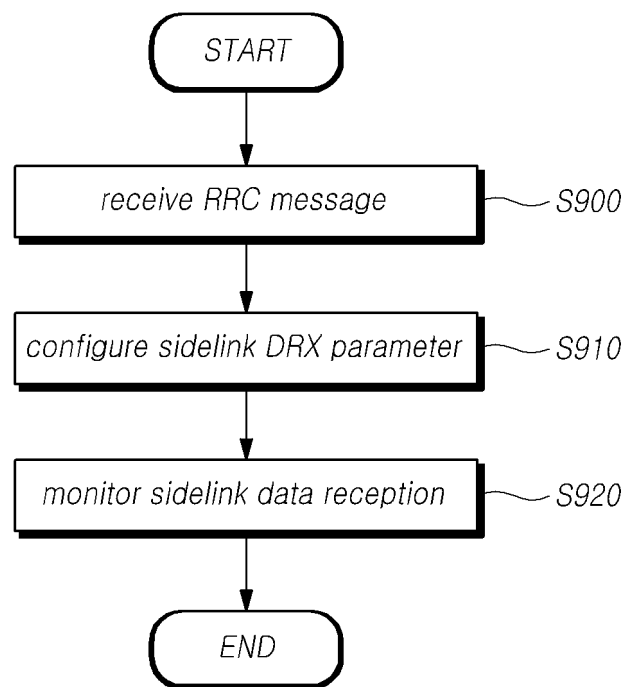 START
receive RRC message
S900
configure sidelink DRX parameter
S910
monitor sidelink data reception
S920
END